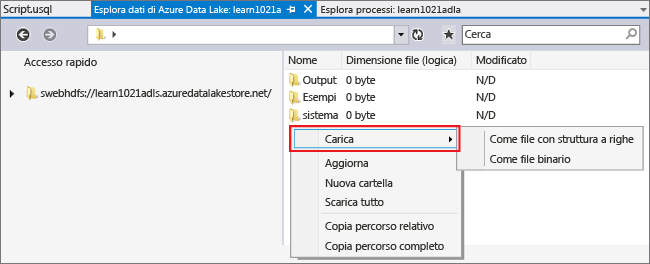 Script.usql Esplora dati di Azure Data Lake: learn1021a Esplora processi: learn1021adla
Cerca
Accesso rapido
swebhdfs://learn1021adls.azuredatalakestore.net/
Nome Dimensione file (logica) Modificato
Output 0 byte N/D
Esempi 0 byte N/D
sistema 0 byte N/D
Carica
Come file con struttura a righe
Come file binario
Aggiorna
Nuova cartella
Scarica tutto
Copia percorso relativo
Copia percorso completo